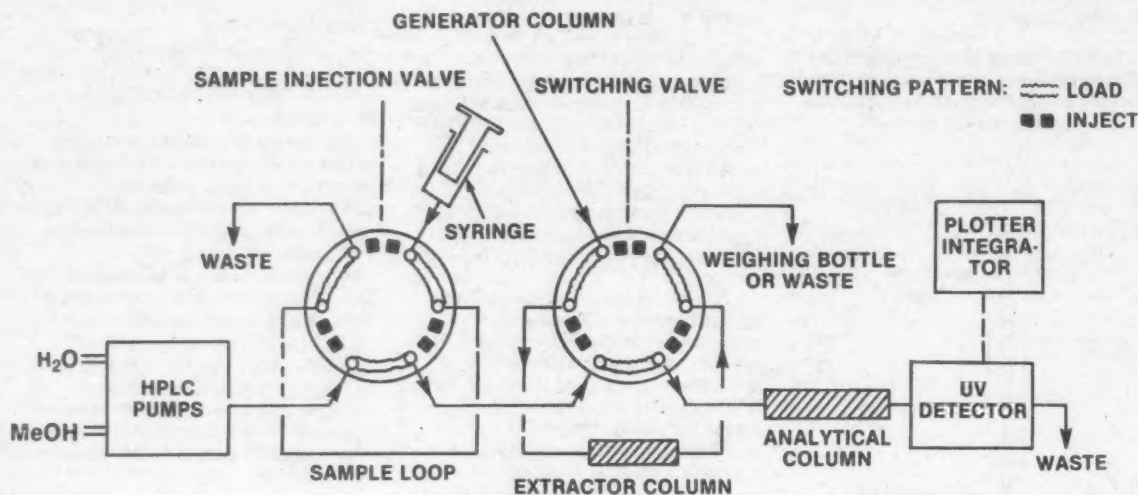 GENERATOR COLUMN
SAMPLE INJECTION VALVE
SWITCHING VALVE
SWITCHING PATTERN: LOAD
INJECT
SYRINGE
WASTE
WEIGHING BOTTLE
OR WASTE
PLOTTER
INTEGRA-
TOR
H₂O
HPLC
PUMPS
MeOH
UV
DETECTOR
SAMPLE LOOP
EXTRACTOR COLUMN
ANALYTICAL
COLUMN
WASTE